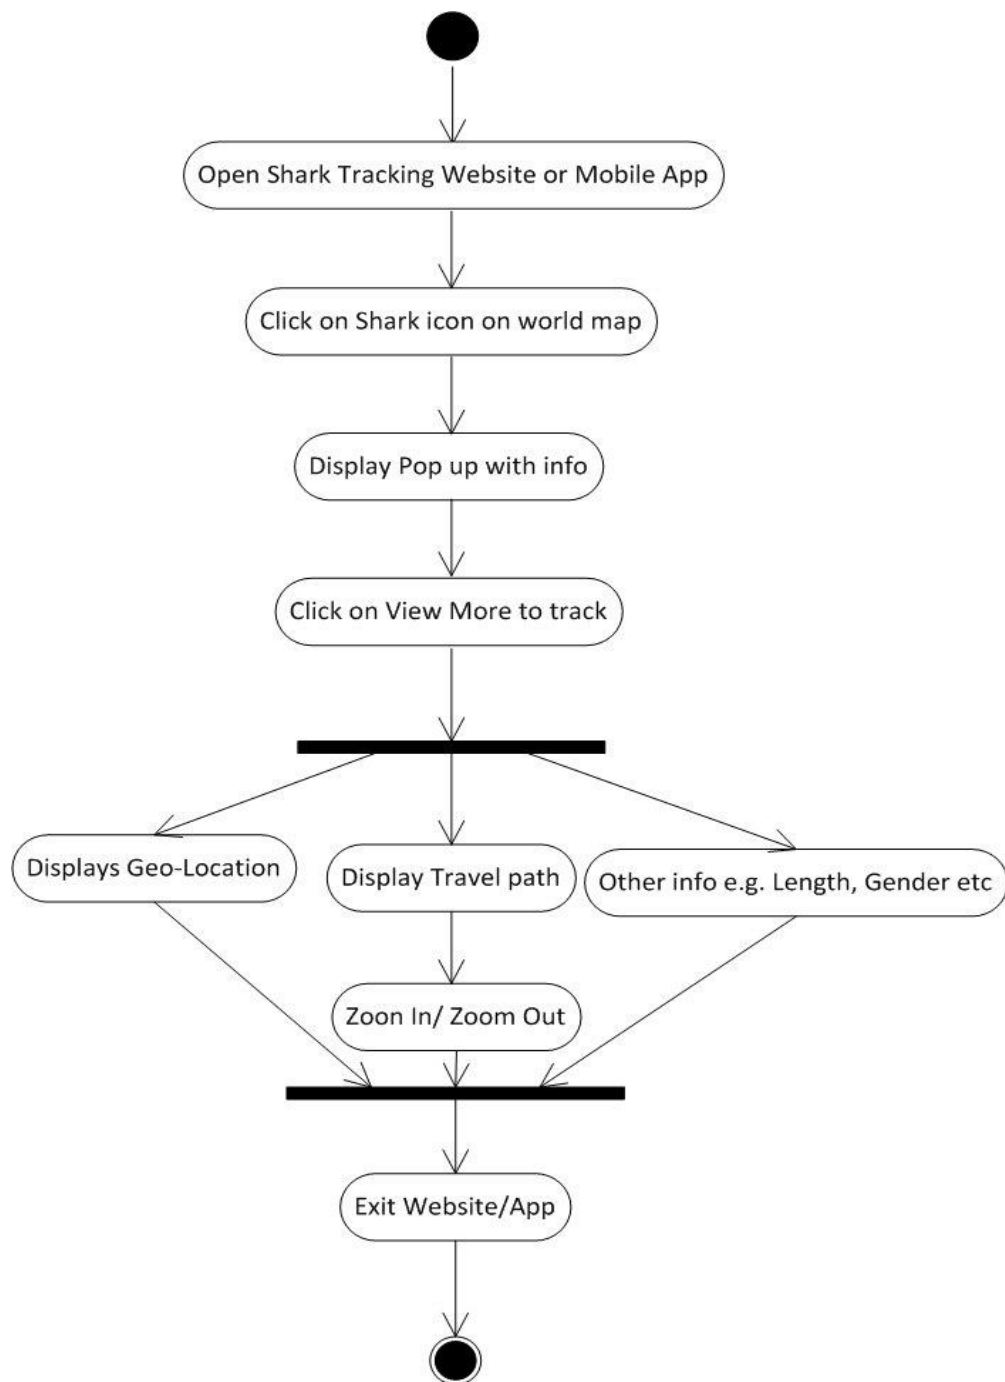 Open Shark Tracking Website or Mobile App
Click on Shark icon on world map
Display Pop up with info
Click on View More to track
Displays Geo-Location
Display Travel path
Other info e.g. Length, Gender etc
Zoon In/ Zoom Out
Exit Website/App